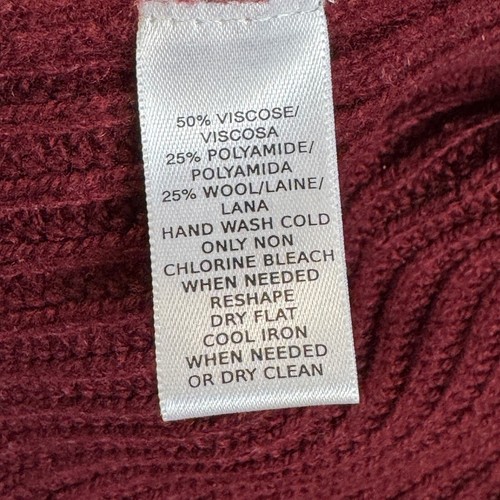 50% VISCOSE/
VISCOSA
25% POLYAMIDE/
POLYAMIDA
25% WOOL/LAINE/
LANA
HAND WASH COLD
ONLY NON
CHLORINE BLEACH
WHEN NEEDED
RESHAPE
DRY FLAT
COOL IRON
WHEN NEEDED
OR DRY CLEAN